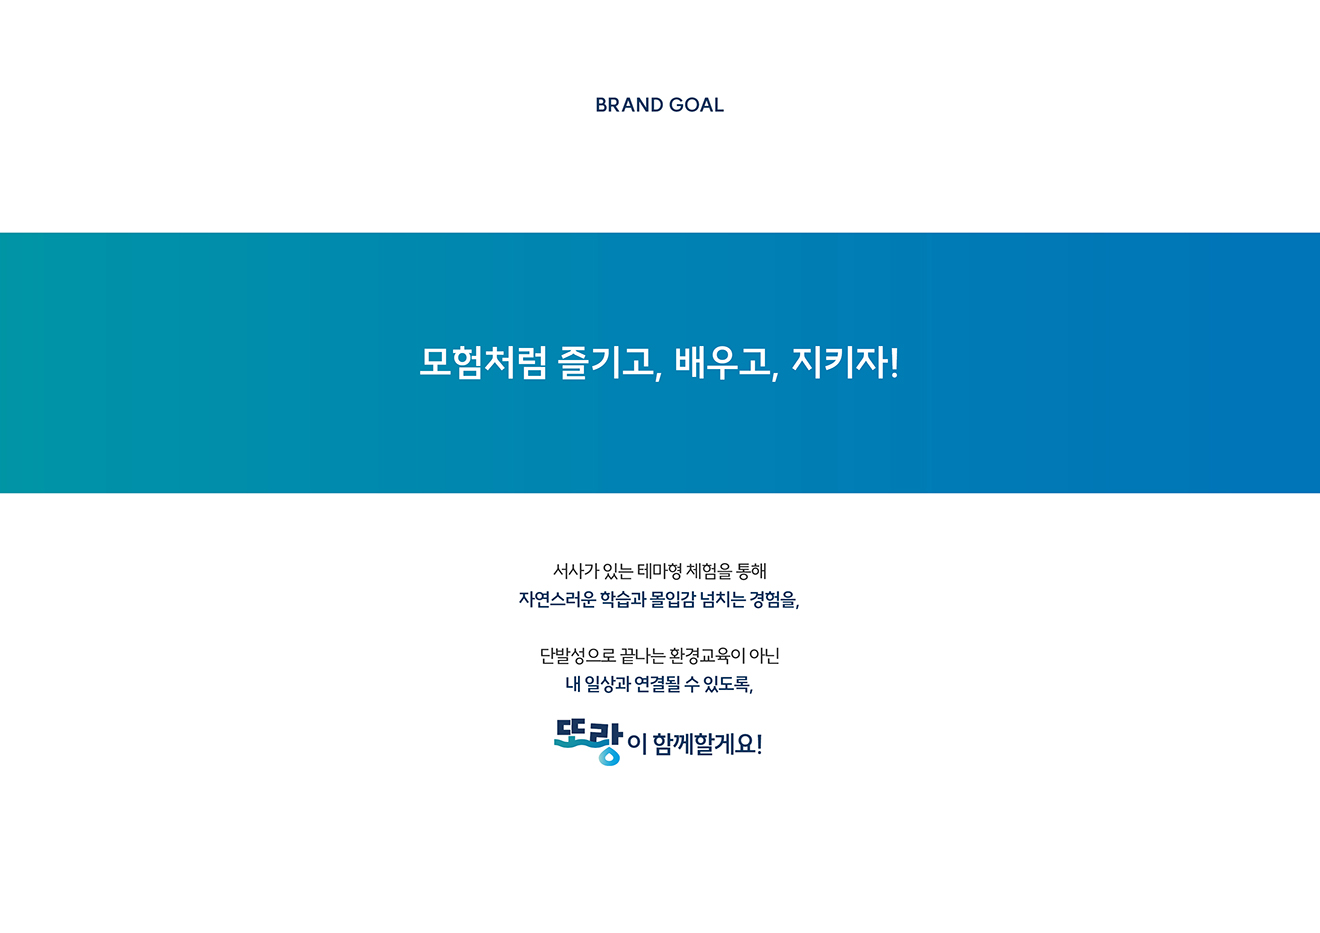 BRAND GOAL
모험처럼 즐기고, 배우고, 지키자!
서사가 있는 테마형 체험을 통해
자연스러운 학습과 몰입감 넘치는 경험을,
단발성으로 끝나는 환경교육이 아닌
내 일상과 연결될 수 있도록,
또랑이 함께할게요!